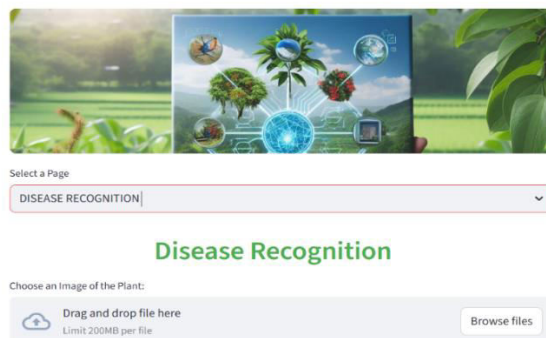 Select a Page
DISEASE RECOGNITION
Disease Recognition
Choose an Image of the Plant:
Drag and drop file here
Limit 200MB per file
Browse files